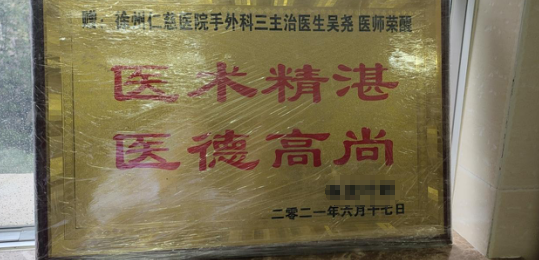 赠：徐州仁慈医院手外科三主治医生吴尧 医师荣酸
医术精湛
医德高尚
二零二一年六月十七日